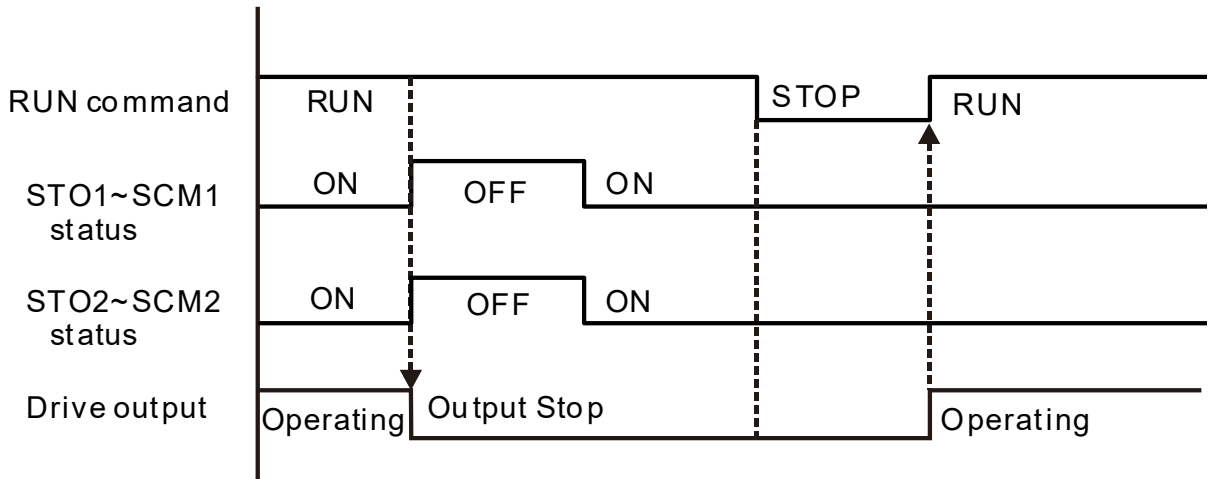 RUN command
RUN
STOP
RUN
STO1~SCM1
status
ON
OFF
ON
STO2~SCM2
status
ON
OFF
ON
Drive output
Operating
Output Stop
Operating